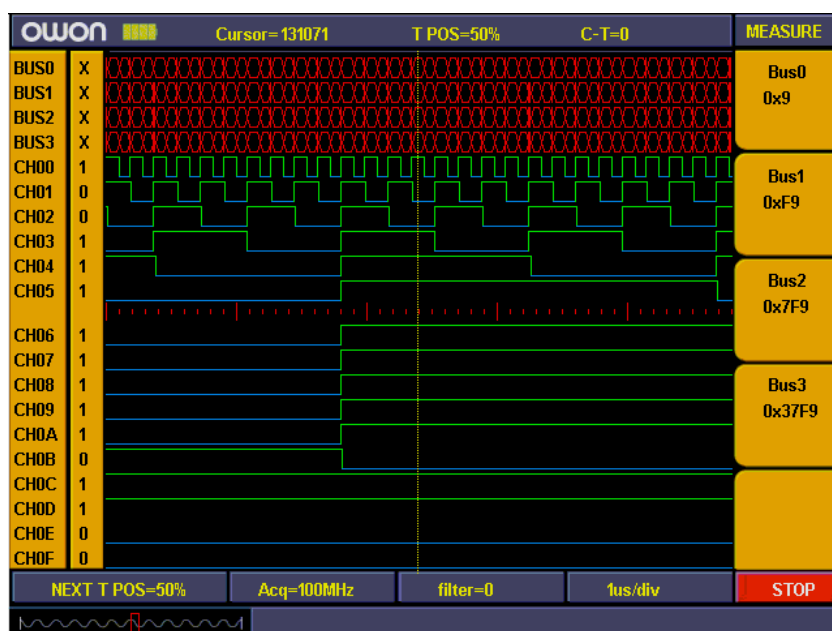 owon Cursor=131071 T POS=50% C-T=0 MEASURE
BUS0 X
BUS1 X
BUS2 X
BUS3 X
CH00 1
CH01 0
CH02 0
CH03 1
CH04 1
CH05 1
CH06 1
CH07 1
CH08 1
CH09 1
CH0A 1
CH0B 0
CH0C 1
CH0D 1
CH0E 0
CH0F 0
Bus0
0x9
Bus1
0xF9
Bus2
0x7F9
Bus3
0x37F9
NEXT T POS=50% Acq=100MHz filter=0 1us/div STOP